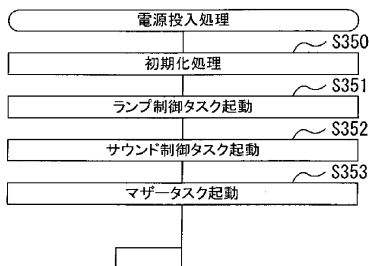 電源投入処理
S350
初期化処理
S351
ランプ制御タスク起動
S352
サウンド制御タスク起動
S353
マザータスク起動